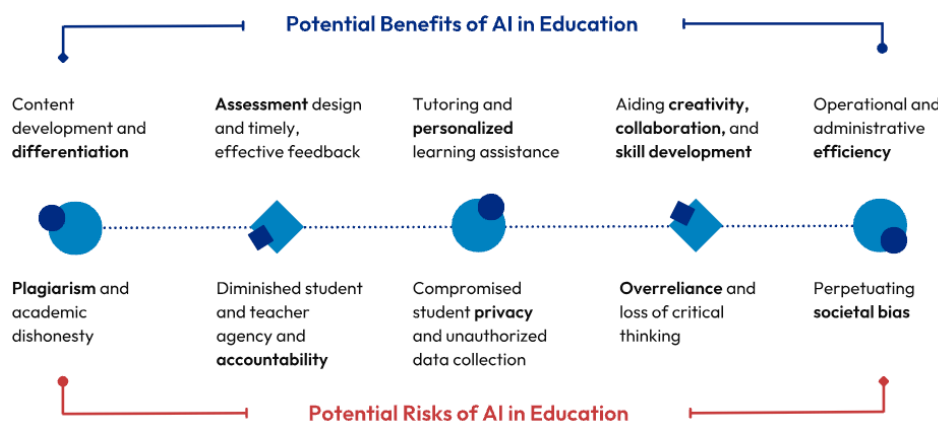 Potential Benefits of AI in Education
Content
development and
differentiation
Assessment design
and timely,
effective feedback
Tutoring and
personalized
learning assistance
Aiding creativity,
collaboration, and
skill development
Operational and
administrative
efficiency
Plagiarism and
academic
dishonesty
Diminished student
and teacher
agency and
accountability
Compromised
student privacy
and unauthorized
data collection
Overreliance and
loss of critical
thinking
Perpetuating
societal bias
Potential Risks of AI in Education